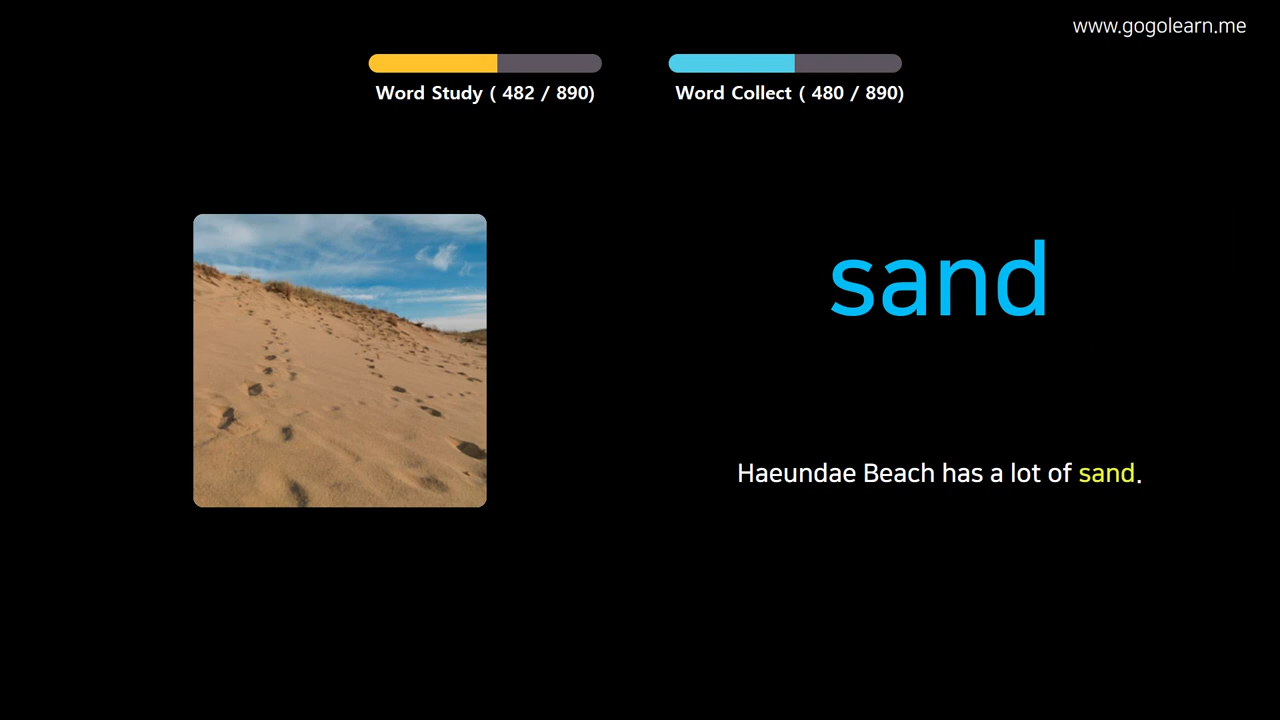 www.gogolearn.me
Word Study ( 482 / 890)
Word Collect ( 480 / 890)
sand
Haeundae Beach has a lot of sand.